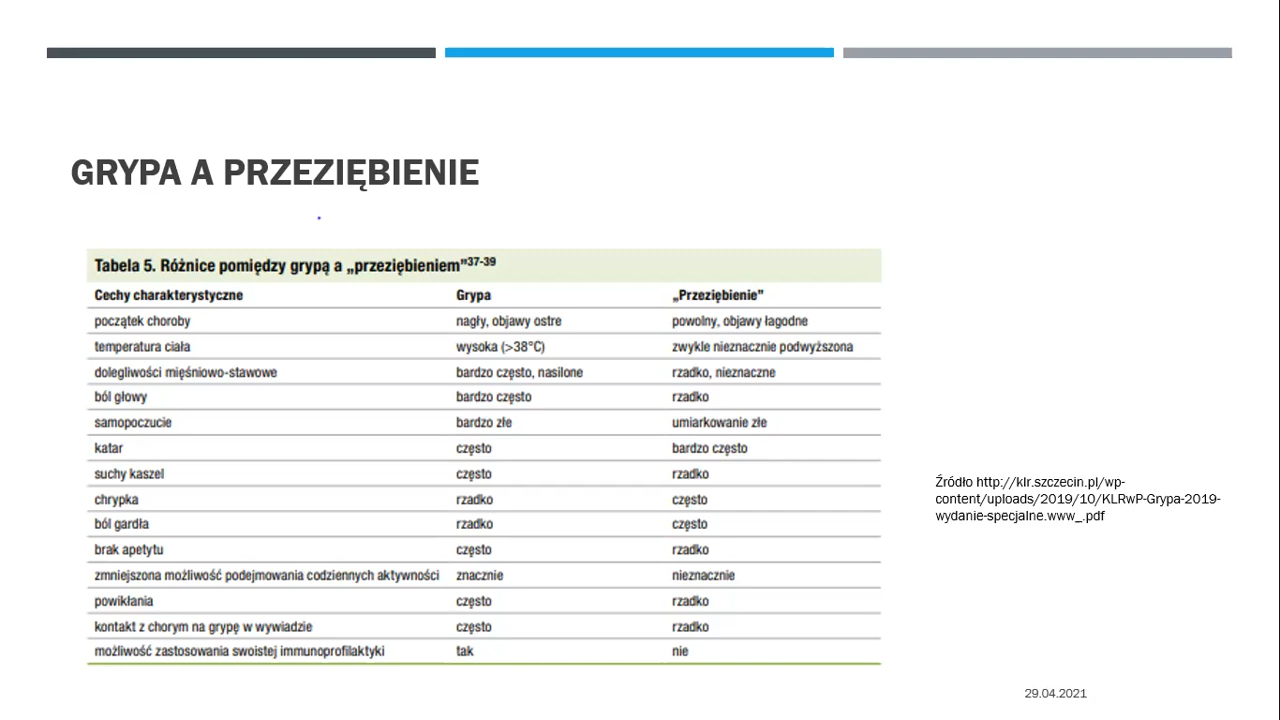 GRYPA A PRZEZIĘBIENIE
Tabela 5. Różnice pomiędzy grypą a „przeziębieniem”37-39
Cechy charakterystyczne Grypa „Przeziębienie”
początek choroby nagły, objawy ostre powolny, objawy łagodne
temperatura ciała wysoka (>38°C) zwykle nieznacznie podwyższona
dolegliwości mięśniowo-stawowe bardzo często, nasilone rzadko, nieznaczne
ból głowy bardzo często rzadko
samopoczucie bardzo złe umiarkowanie złe
katar często bardzo często
suchy kaszel często rzadko
chrypka rzadko często
ból gardła rzadko często
brak apetytu często rzadko
zmniejszona możliwość podejmowania codziennych aktywności znacznie nieznacznie
powikłania często rzadko
kontakt z chorym na grypę w wywiadzie często rzadko
możliwość zastosowania swoistej immunoprofilaktyki tak nie
Źródło http://klr.szczecin.pl/wp-
content/uploads/2019/10/KLRwP-Grypa-2019-
wydanie-specjalne.www_.pdf
29.04.2021